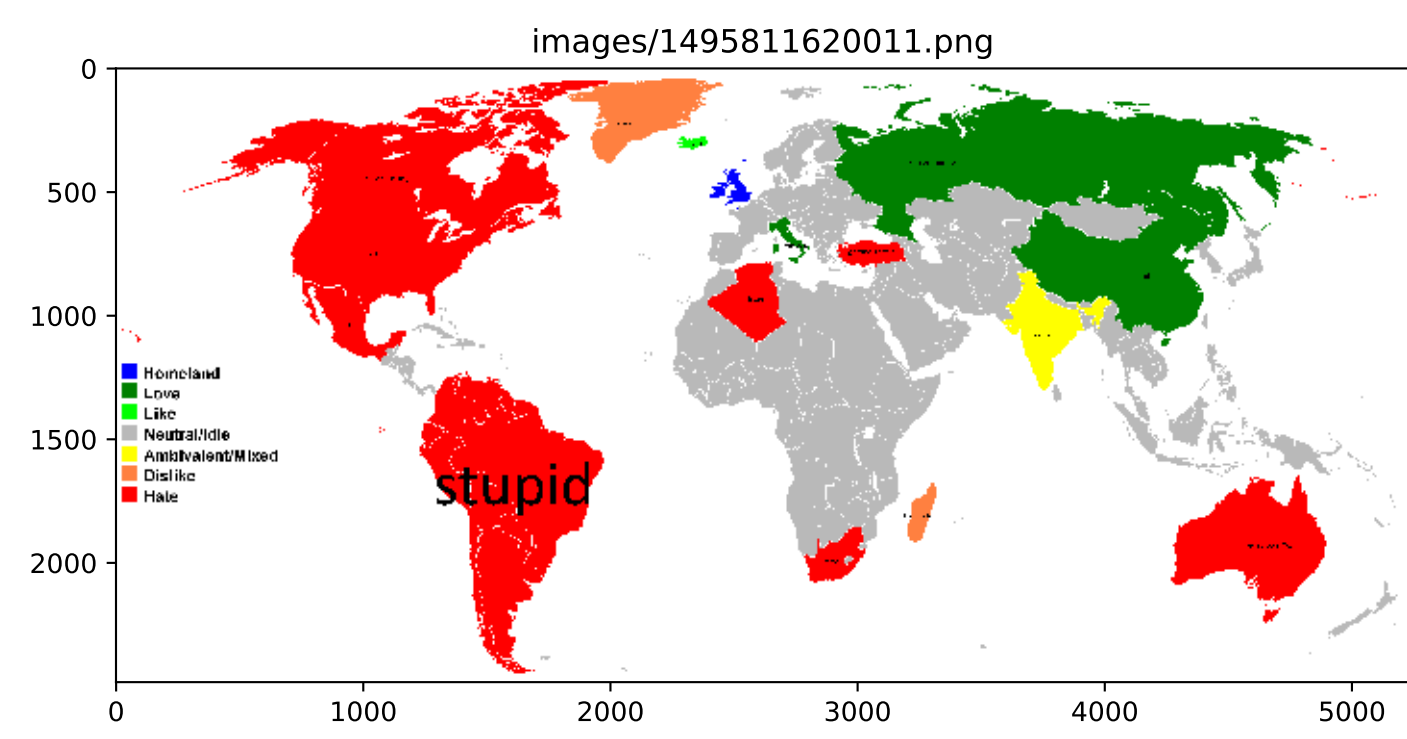 images/1495811620011.png
0
500
1000
1500
2000
Homeland
Love
Like
Neutral/Idle
Ambivalent/Mixed
Dislike
Hate
stupid
0 1000 2000 3000 4000 5000